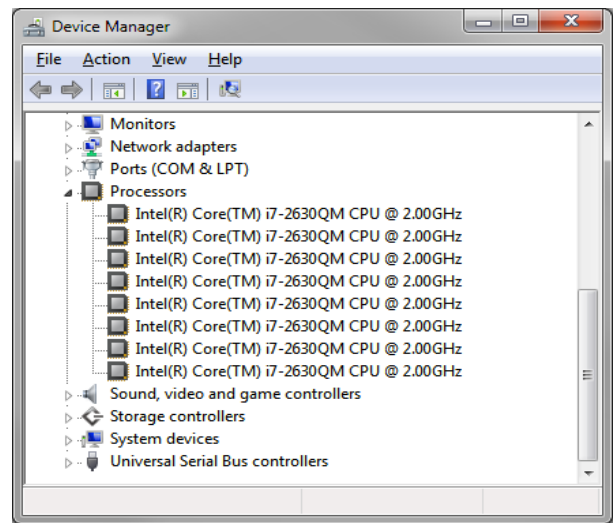 Device Manager
File Action View Help
Monitors
Network adapters
Ports (COM & LPT)
Processors
Intel(R) Core(TM) i7-2630QM CPU @ 2.00GHz
Intel(R) Core(TM) i7-2630QM CPU @ 2.00GHz
Intel(R) Core(TM) i7-2630QM CPU @ 2.00GHz
Intel(R) Core(TM) i7-2630QM CPU @ 2.00GHz
Intel(R) Core(TM) i7-2630QM CPU @ 2.00GHz
Intel(R) Core(TM) i7-2630QM CPU @ 2.00GHz
Intel(R) Core(TM) i7-2630QM CPU @ 2.00GHz
Intel(R) Core(TM) i7-2630QM CPU @ 2.00GHz
Sound, video and game controllers
Storage controllers
System devices
Universal Serial Bus controllers